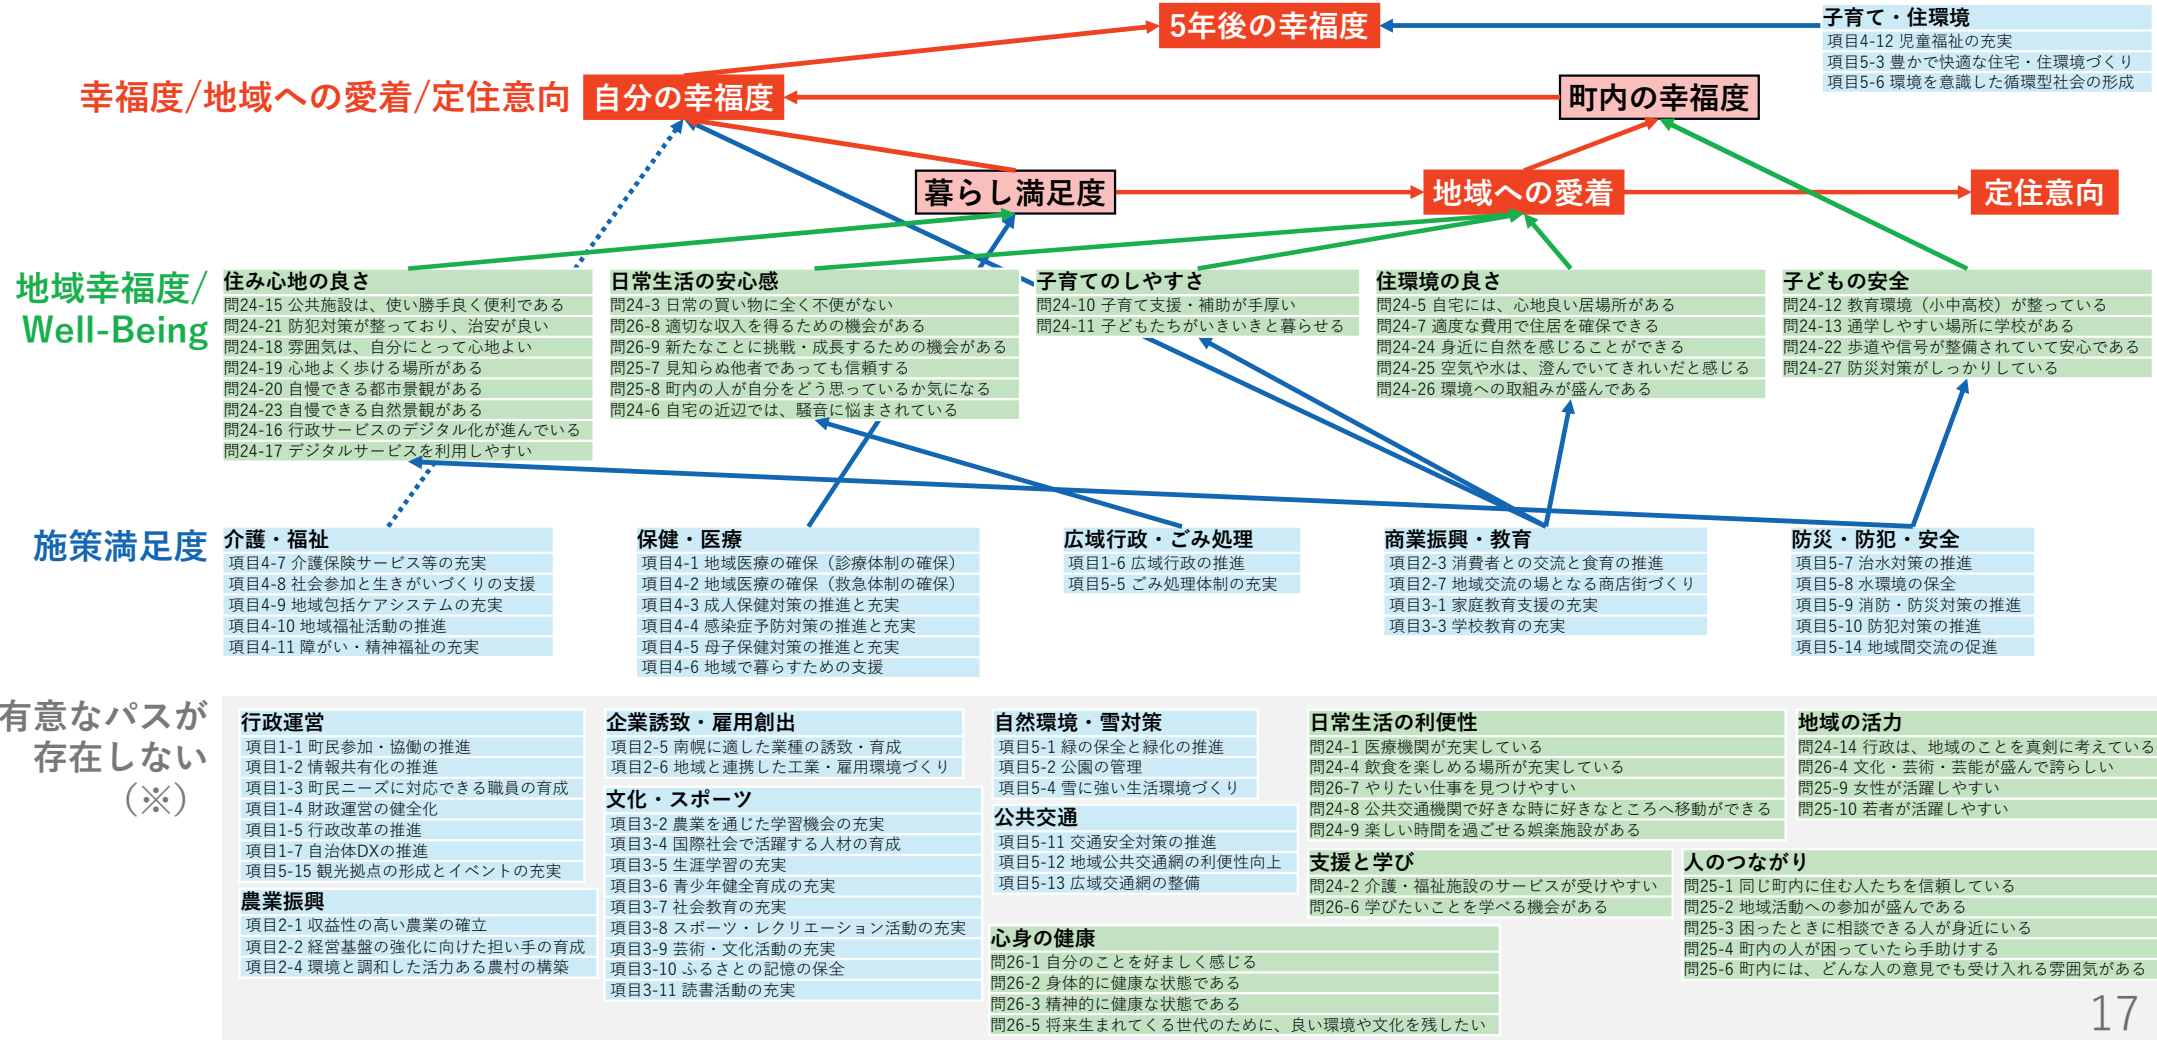 5年後の幸福度
子育て・住環境
項目4-12 児童福祉の充実
項目5-3 豊かで快適な住宅・住環境づくり
項目5-6 環境を意識した循環型社会の形成
幸福度/地域への愛着/定住意向
自分の幸福度
町内の幸福度
暮らし満足度
地域への愛着
定住意向
地域幸福度/
Well-Being
住み心地の良さ
問24-15 公共施設は、使い勝手良く便利である
問24-21 防犯対策が整っており、治安が良い
問24-18 雰囲気は、自分にとって心地よい
問24-19 心地よく歩ける場所がある
問24-20 自慢できる都市景観がある
問24-23 自慢できる自然景観がある
問24-16 行政サービスのデジタル化が進んでいる
問24-17 デジタルサービスを利用しやすい
日常生活の安心感
問24-3 日常の買い物に全く不便がない
問26-8 適切な収入を得るための機会がある
問26-9 新たなことに挑戦・成長するための機会がある
問25-7 見知らぬ他者であっても信頼する
問25-8 町内の人が自分をどう思っているか気になる
問24-6 自宅の近辺では、騒音に悩まされている
子育てのしやすさ
問24-10 子育て支援・補助が手厚い
問24-11 子どもたちがいきいきと暮らせる
住環境の良さ
問24-5 自宅には、心地良い居場所がある
問24-7 適度な費用で住居を確保できる
問24-24 身近に自然を感じることができる
問24-25 空気や水は、澄んでいてきれいだと感じる
問24-26 環境への取組みが盛んである
子どもの安全
問24-12 教育環境（小中高校）が整っている
問24-13 通学しやすい場所に学校がある
問24-22 歩道や信号が整備されていて安心である
問24-27 防災対策がしっかりしている
施策満足度
介護・福祉
項目4-7 介護保険サービス等の充実
項目4-8 社会参加と生きがいづくりの支援
項目4-9 地域包括ケアシステムの充実
項目4-10 地域福祉活動の推進
項目4-11 障がい・精神福祉の充実
保健・医療
項目4-1 地域医療の確保（診療体制の確保）
項目4-2 地域医療の確保（救急体制の確保）
項目4-3 成人保健対策の推進と充実
項目4-4 感染症予防対策の推進と充実
項目4-5 母子保健対策の推進と充実
項目4-6 地域で暮らすための支援
広域行政・ごみ処理
項目1-6 広域行政の推進
項目5-5 ごみ処理体制の充実
商業振興・教育
項目2-3 消費者との交流と食育の推進
項目2-7 地域交流の場となる商店街づくり
項目3-1 家庭教育支援の充実
項目3-3 学校教育の充実
防災・防犯・安全
項目5-7 治水対策の推進
項目5-8 水環境の保全
項目5-9 消防・防災対策の推進
項目5-10 防犯対策の推進
項目5-14 地域間交流の促進
有意なパスが
存在しない
（※）
行政運営
項目1-1 町民参加・協働の推進
項目1-2 情報共有化の推進
項目1-3 町民ニーズに対応できる職員の育成
項目1-4 財政運営の健全化
項目1-5 行政改革の推進
項目1-7 自治体DXの推進
項目5-15 観光拠点の形成とイベントの充実
農業振興
項目2-1 収益性の高い農業の確立
項目2-2 経営基盤の強化に向けた担い手の育成
項目2-4 環境と調和した活力ある農村の構築
企業誘致・雇用創出
項目2-5 南幌に適した業種の誘致・育成
項目2-6 地域と連携した工業・雇用環境づくり
文化・スポーツ
項目3-2 農業を通じた学習機会の充実
項目3-4 国際社会で活躍する人材の育成
項目3-5 生涯学習の充実
項目3-6 青少年健全育成の充実
項目3-7 社会教育の充実
項目3-8 スポーツ・レクリエーション活動の充実
項目3-9 芸術・文化活動の充実
項目3-10 ふるさとの記憶の保全
項目3-11 読書活動の充実
自然環境・雪対策
項目5-1 緑の保全と緑化の推進
項目5-2 公園の管理
項目5-4 雪に強い生活環境づくり
公共交通
項目5-11 交通安全対策の推進
項目5-12 地域公共交通網の利便性向上
項目5-13 広域交通網の整備
心身の健康
問26-1 自分のことを好ましく感じる
問26-2 身体的に健康な状態である
問26-3 精神的に健康な状態である
問26-5 将来生まれてくる世代のために、良い環境や文化を残したい
日常生活の利便性
問24-1 医療機関が充実している
問24-4 飲食を楽しめる場所が充実している
問26-7 やりたい仕事を見つけやすい
問24-8 公共交通機関で好きな時に好きなところへ移動ができる
問24-9 楽しい時間を過ごせる娯楽施設がある
支援と学び
問24-2 介護・福祉施設のサービスが受けやすい
問26-6 学びたいことを学べる機会がある
地域の活力
問24-14 行政は、地域のことを真剣に考えている
問26-4 文化・芸術・芸能が盛んで誇らしい
問25-9 女性が活躍しやすい
問25-10 若者が活躍しやすい
人のつながり
問25-1 同じ町内に住む人たちを信頼している
問25-2 地域活動への参加が盛んである
問25-3 困ったときに相談できる人が身近にいる
問25-4 町内の人が困っていたら手助けする
問25-6 町内には、どんな人の意見でも受け入れる雰囲気がある
17